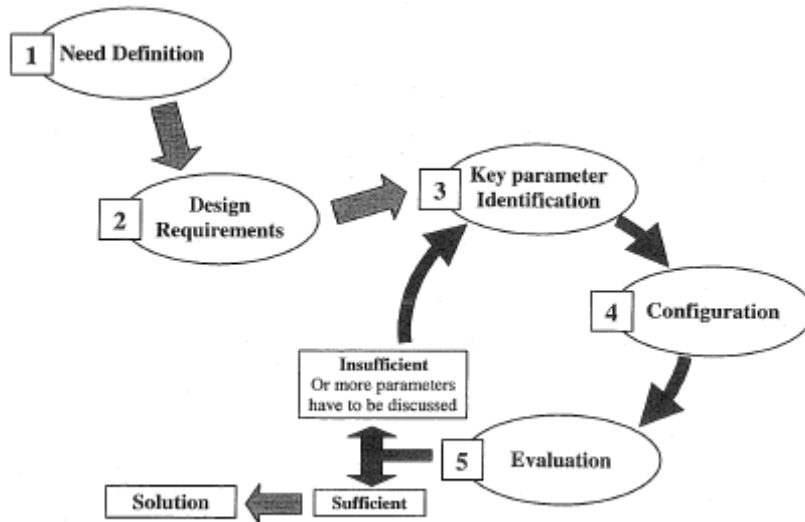 1 Need Definition
2 Design
Requirements
3 Key parameter
Identification
4 Configuration
5 Evaluation
Insufficient
Or more parameters
have to be discussed
Sufficient
Solution